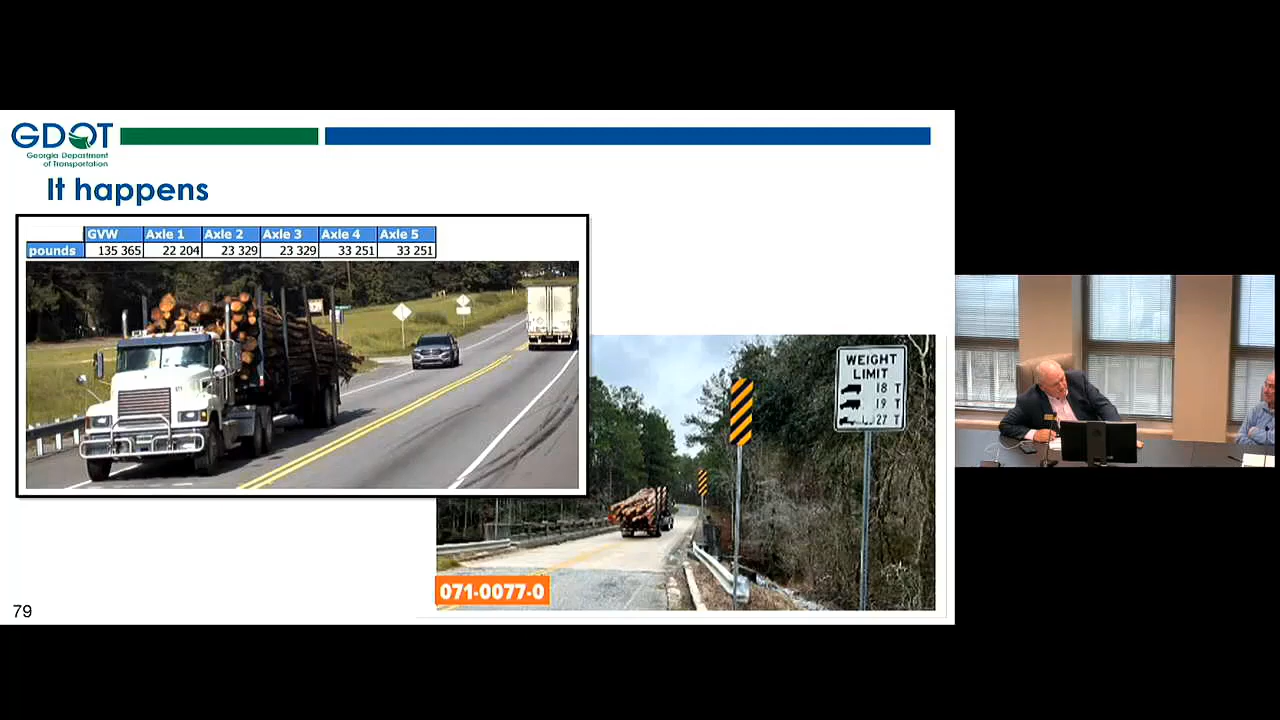 GDOT
Georgia Department
of Transportation
It happens
GVW Axle 1 Axle 2 Axle 3 Axle 4 Axle 5
pounds 135 365 22 204 23 329 23 329 33 251 33 251
WEIGHT
LIMIT
18 T
19 T
27 T
071-0077-0
79